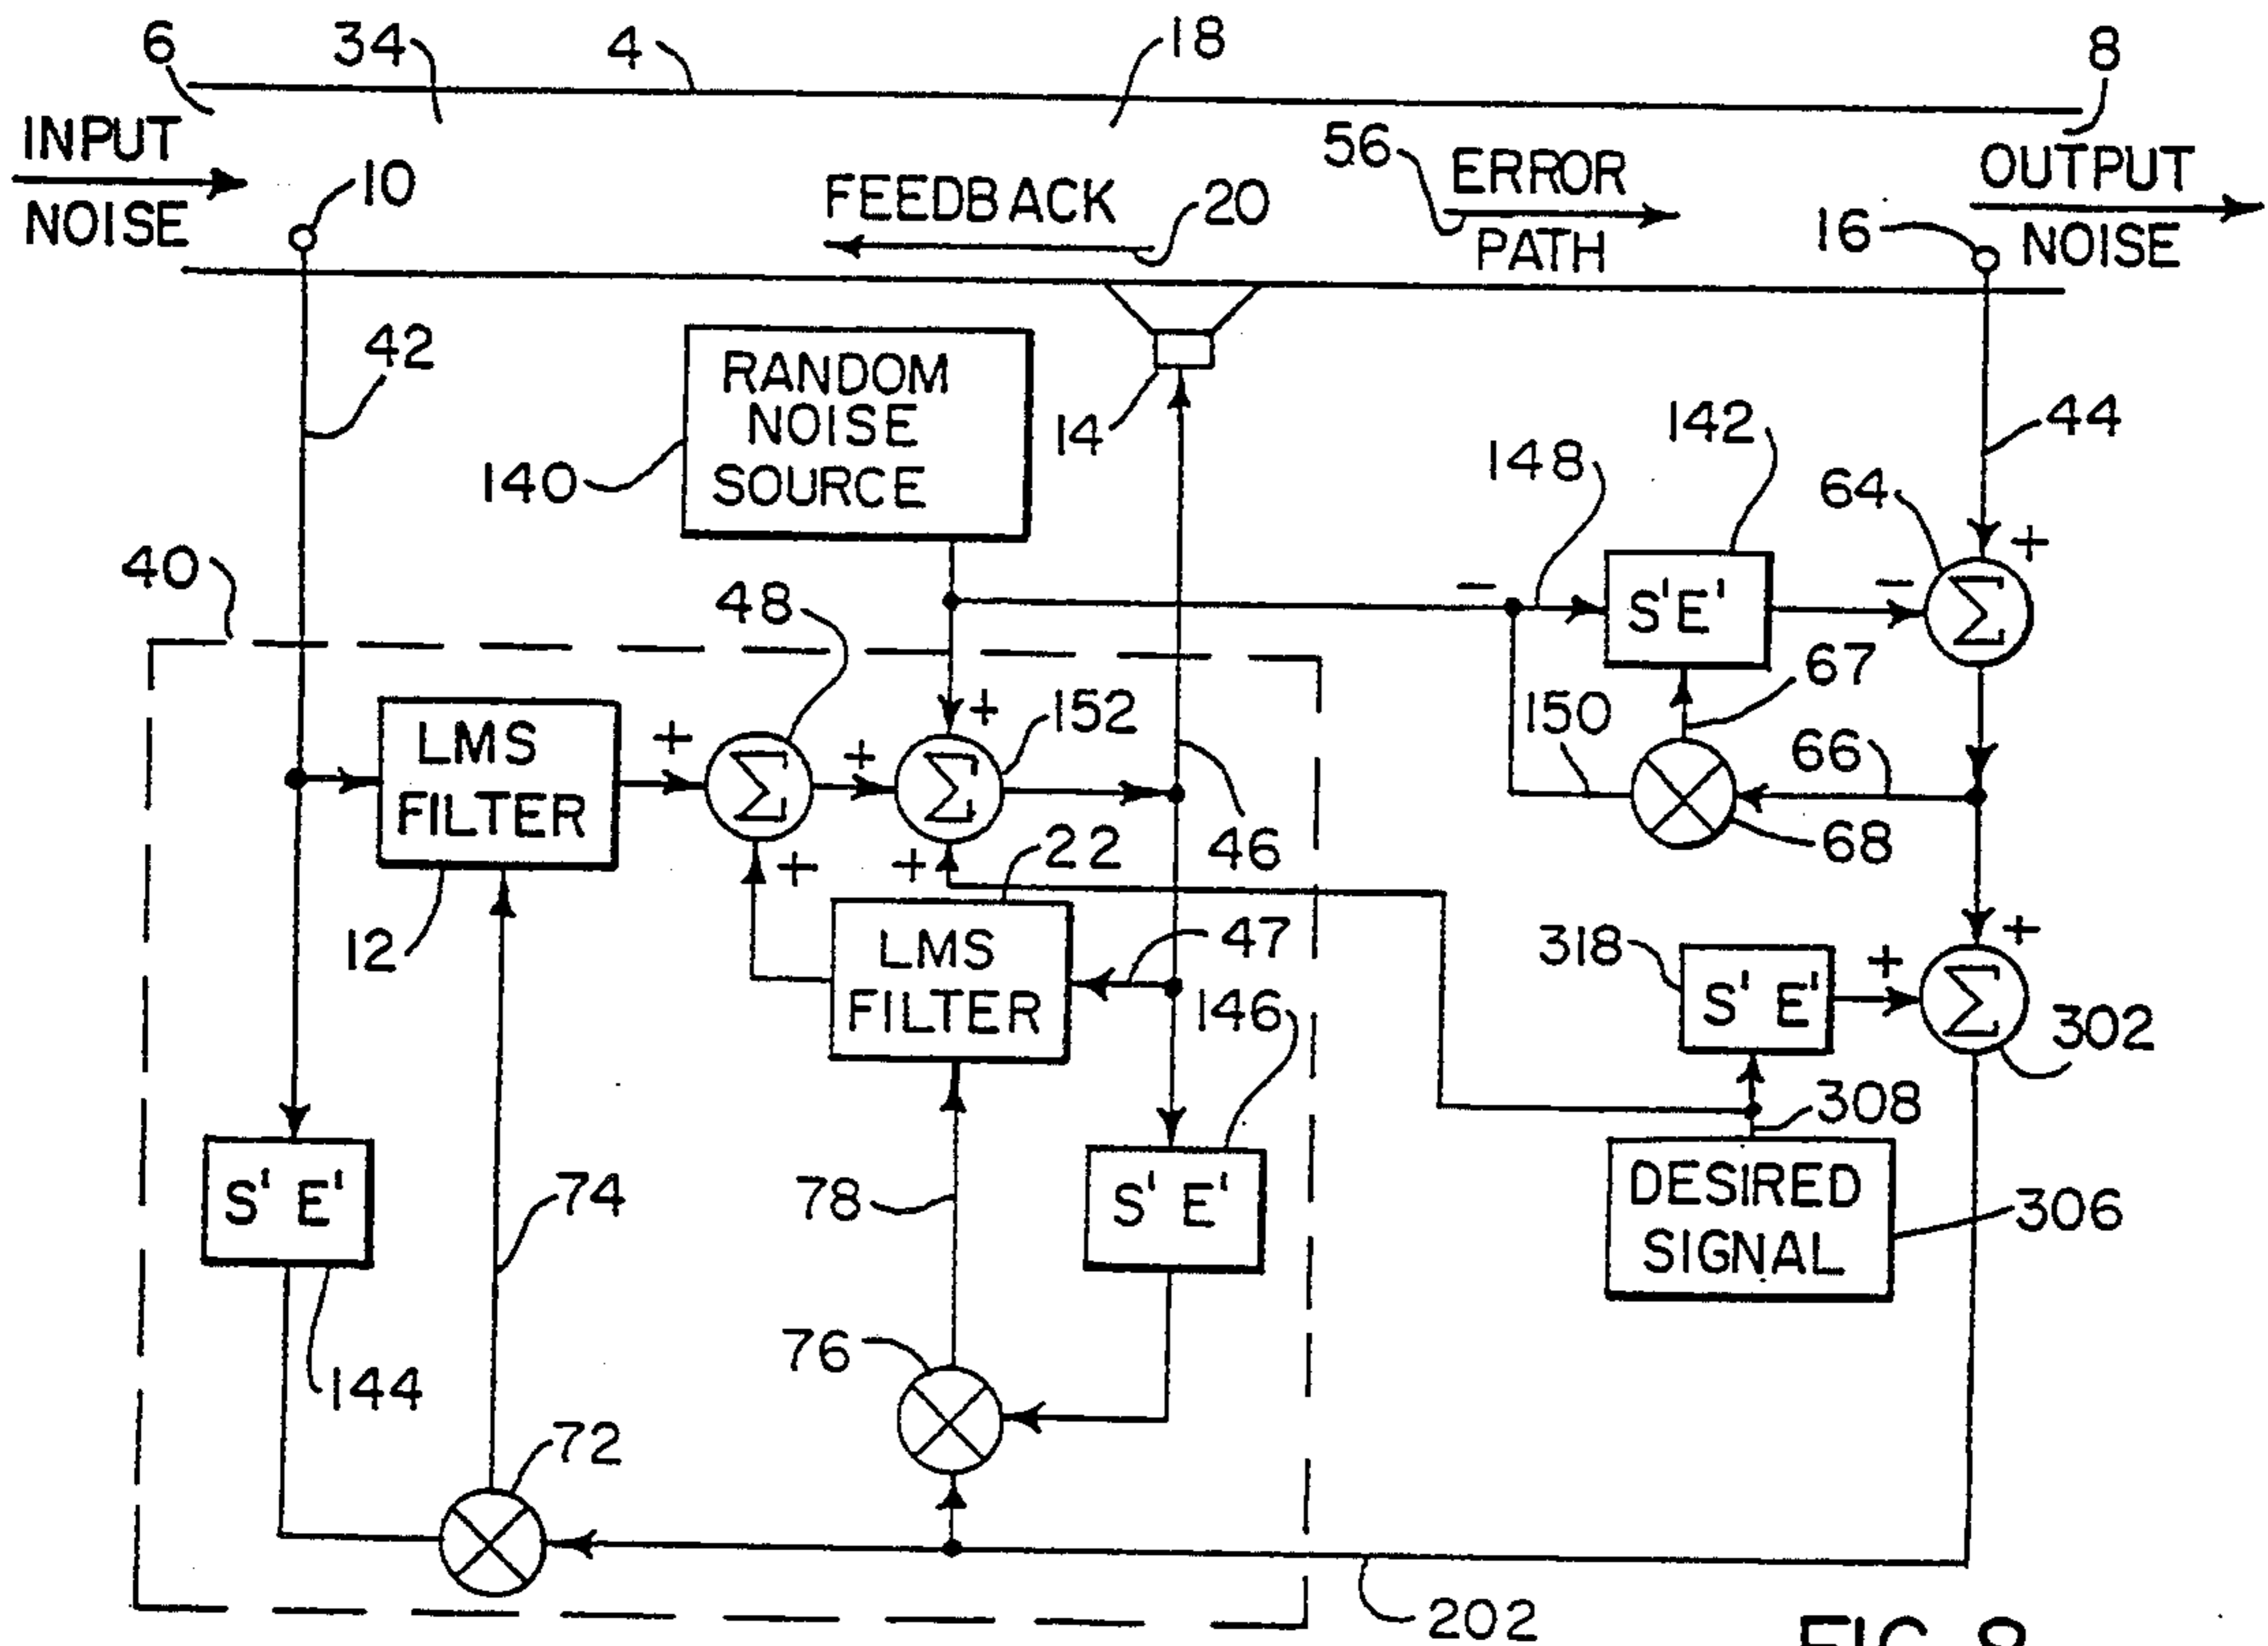 6
34
4
18
8
INPUT
NOISE
10
FEEDBACK
20
56
ERROR
PATH
16
OUTPUT
NOISE
42
RANDOM
NOISE
SOURCE
140
14
148
142
44
64
+
−
−
S'E'
Σ
40
48
67
152
150
66
68
LMS
FILTER
+
Σ
+
+
Σ
+
+
46
22
12
LMS
FILTER
47
146
318
S' E'
+
+
Σ
302
308
S' E'
144
74
78
S' E'
DESIRED
SIGNAL
306
76
72
202